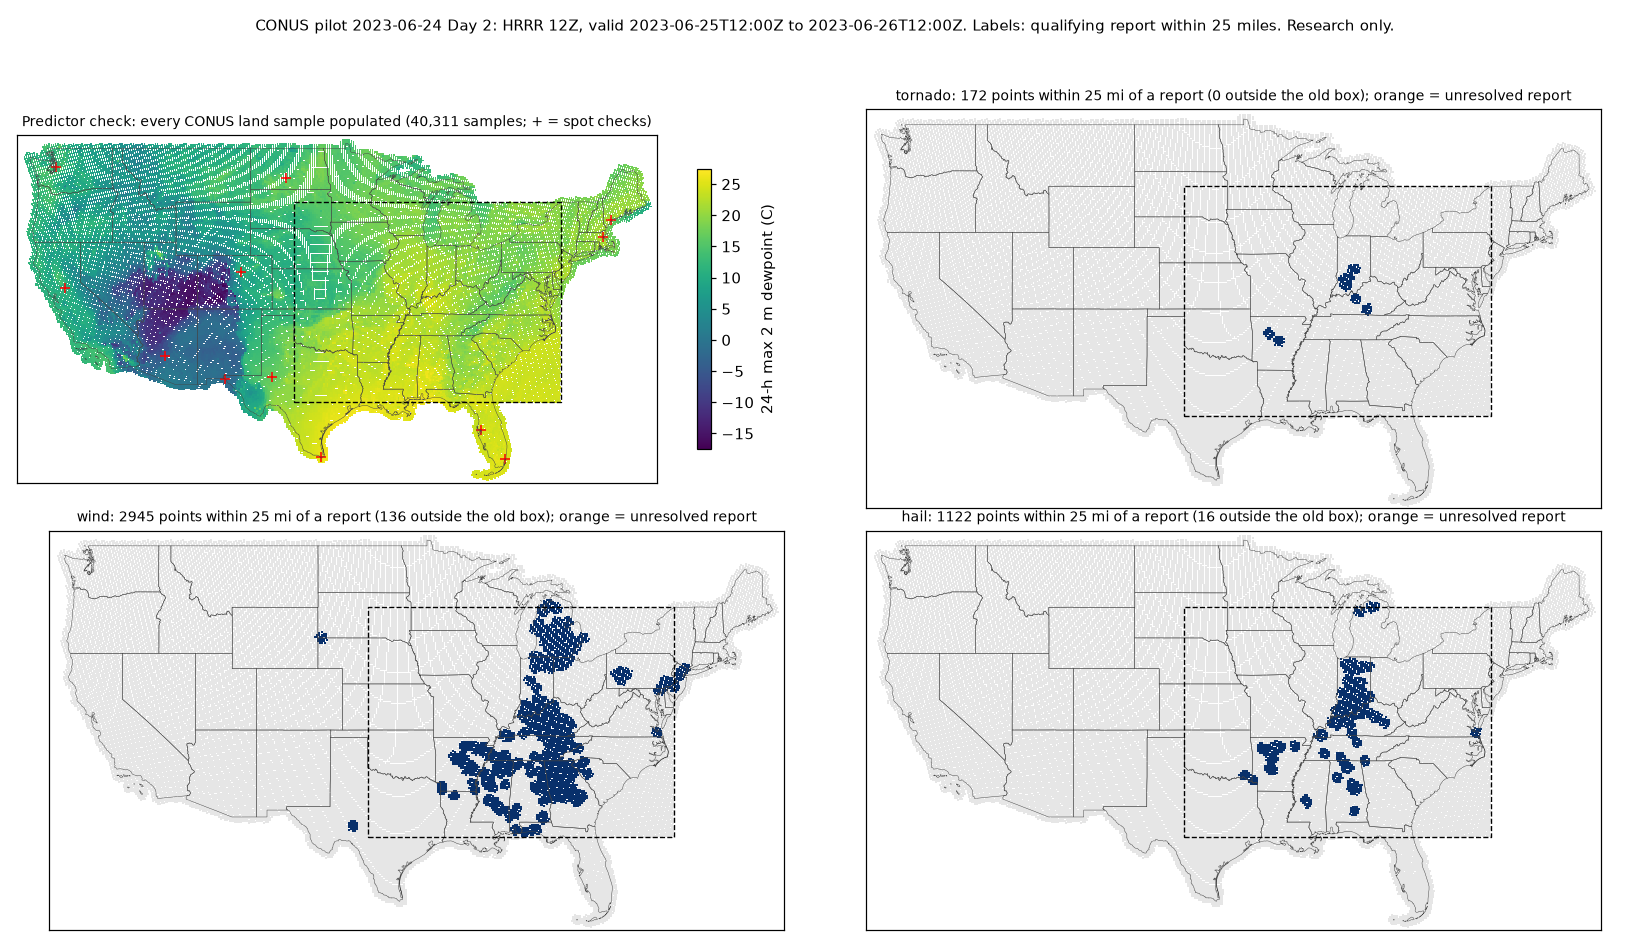 CONUS pilot 2023-06-24 Day 2: HRRR 12Z, valid 2023-06-25T12:00Z to 2023-06-26T12:00Z. Labels: qualifying report within 25 miles. Research only.
Predictor check: every CONUS land sample populated (40,311 samples; + = spot checks)
25
20
15
10
5
0
−5
−10
−15
24-h max 2 m dewpoint (C)
tornado: 172 points within 25 mi of a report (0 outside the old box); orange = unresolved report
wind: 2945 points within 25 mi of a report (136 outside the old box); orange = unresolved report
hail: 1122 points within 25 mi of a report (16 outside the old box); orange = unresolved report